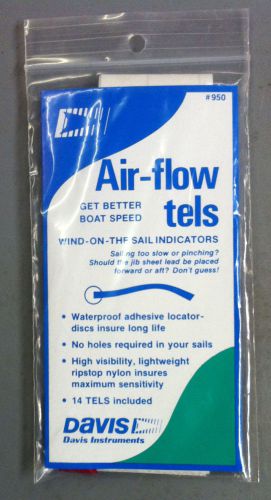 #950
Air-flow
tels
GET BETTER
BOAT SPEED
WIND-ON-THE SAIL INDICATORS
Sailing too slow or pinching?
Should the jib sheet lead be placed
forward or aft? Don't guess!
• Waterproof adhesive locator-
discs insure long life
• No holes required in your sails
• High visibility, lightweight
ripstop nylon insures
maximum sensitivity
• 14 TELS included
DAVIS
Davis Instruments